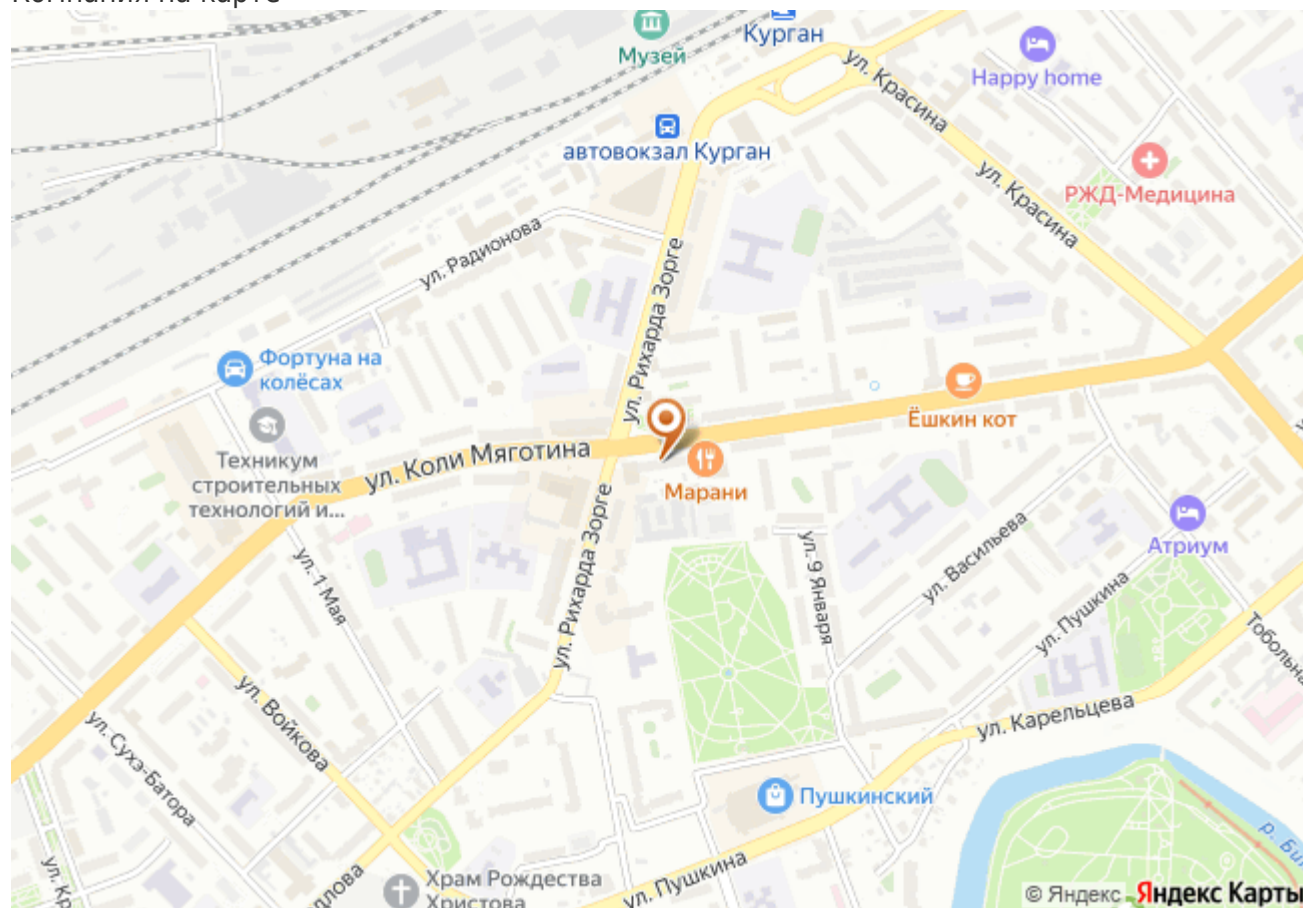 Компания на карте
Музей
Курган
Happy home
ул. Красина
автовокзал Курган
РЖД-Медицина
ул. Красина
ул. Радионова
ул. Рихарда Зорге
Фортуна на
колёсах
Ёшкин кот
Техникум
строительных
технологий и...
ул. Коли Мяготина
Марани
ул. Рихарда Зорге
ул. 9 Января
ул. Васильева
Атриум
ул. 1 Мая
ул. Пушкина
ул. Войкова
ул. Карельцева
ул. Сухэ-Батора
Пушкинский
Храм Рождества
Христова
ул. Пушкина
© Яндекс Яндекс Карты